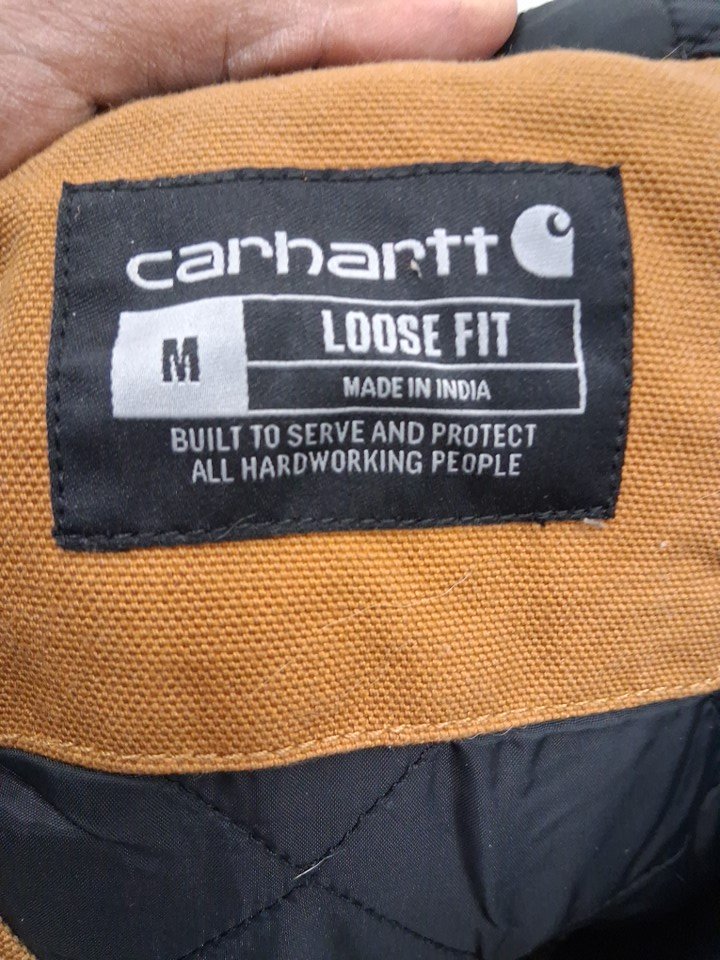 carhartt
M
LOOSE FIT
MADE IN INDIA
BUILT TO SERVE AND PROTECT
ALL HARDWORKING PEOPLE